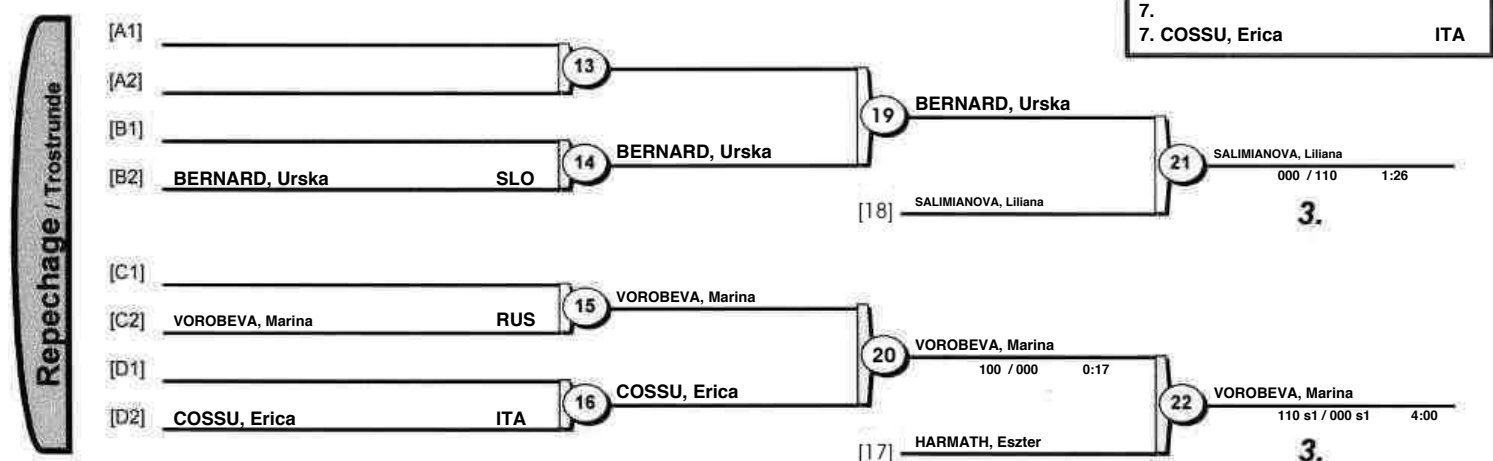 7.
7. COSSU, Erica ITA
Repechage / Trostrunde
[A1]
[A2]
13
[B1]
[B2] BERNARD, Urska SLO
14
BERNARD, Urska
19
BERNARD, Urska
[18] SALIMIANOVA, Liliana
21
SALIMIANOVA, Liliana
000 / 110 1:26
3.
[C1]
[C2] VOROBEVA, Marina RUS
15
VOROBEVA, Marina
[D1]
[D2] COSSU, Erica ITA
16
COSSU, Erica
20
VOROBEVA, Marina
100 / 000 0:17
[17] HARMATH, Eszter
22
VOROBEVA, Marina
110 s1 / 000 s1 4:00
3.